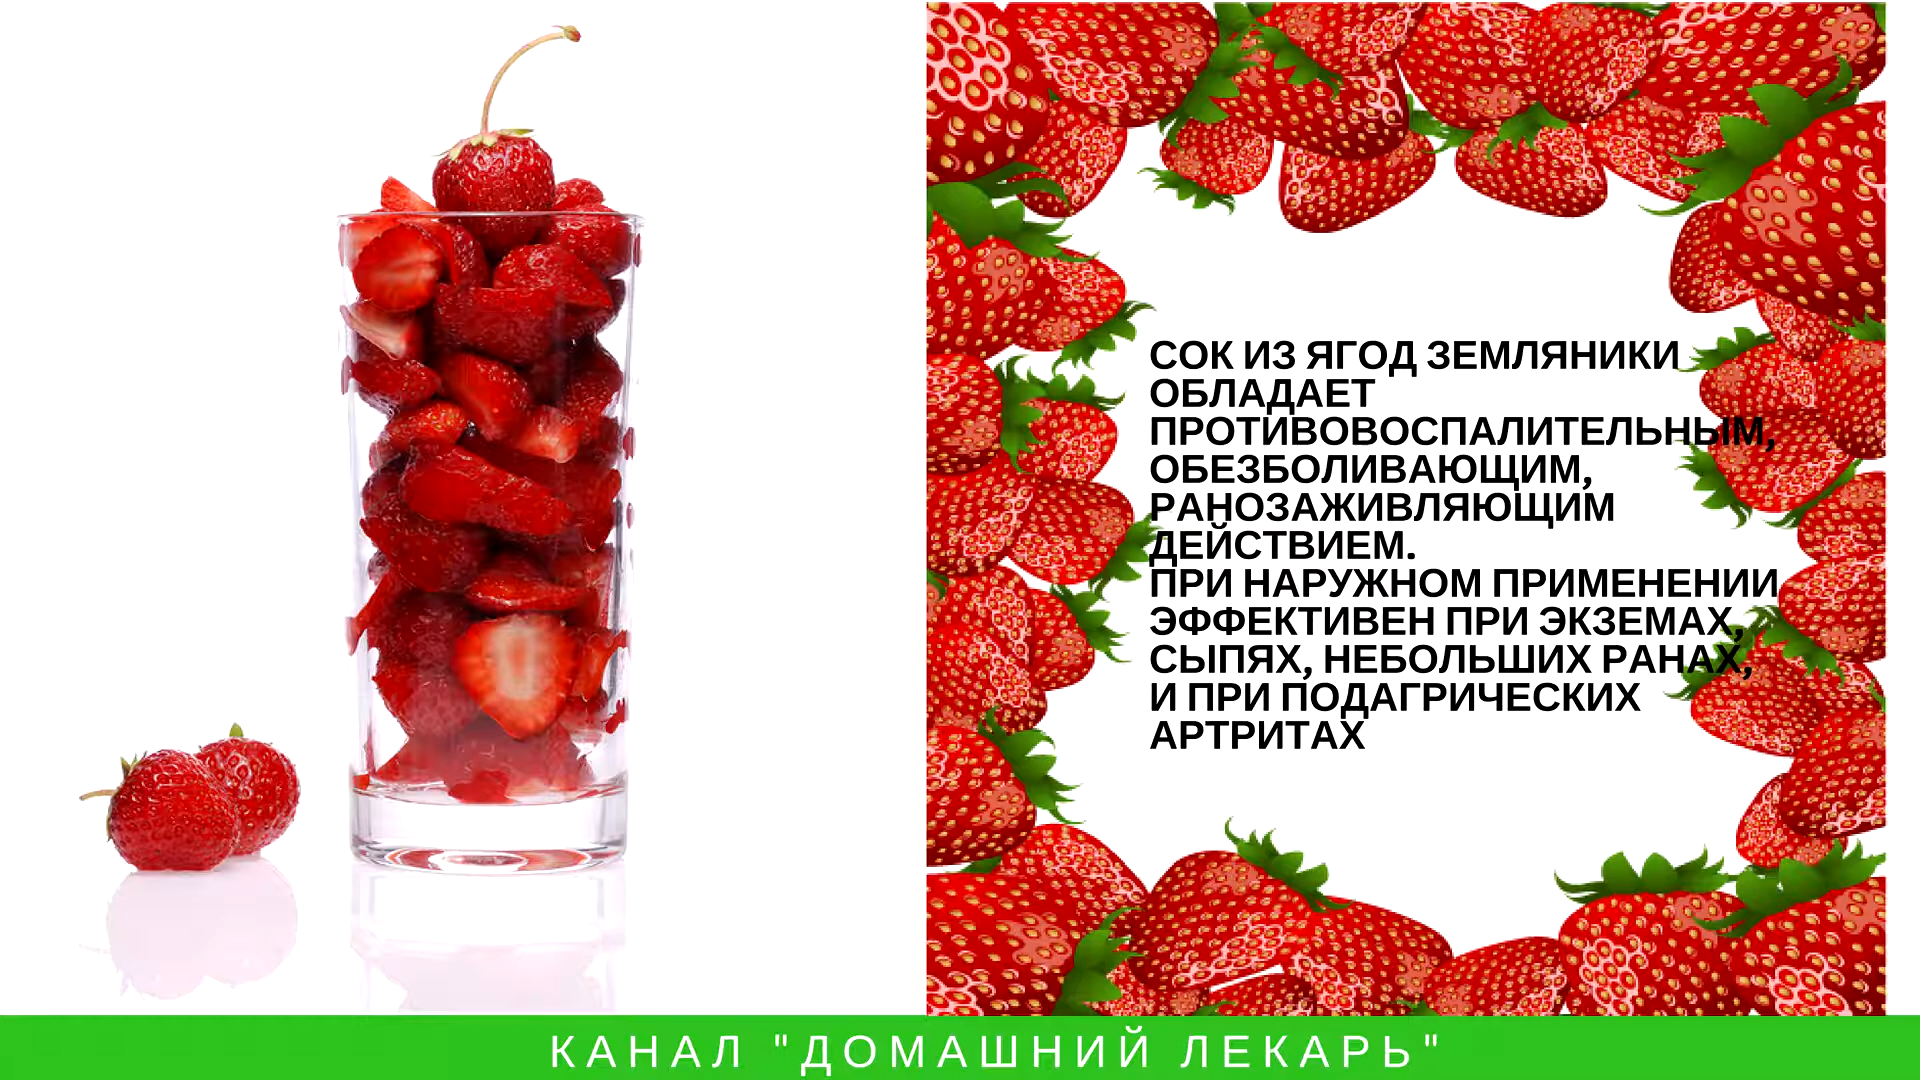 СОК ИЗ ЯГОД ЗЕМЛЯНИКИ
ОБЛАДАЕТ
ПРОТИВОВОСПАЛИТЕЛЬНЫМ,
ОБЕЗБОЛИВАЮЩИМ,
РАНОЗАЖИВЛЯЮЩИМ
ДЕЙСТВИЕМ.
ПРИ НАРУЖНОМ ПРИМЕНЕНИИ
ЭФФЕКТИВЕН ПРИ ЭКЗЕМАХ,
СЫПЯХ, НЕБОЛЬШИХ РАНАХ,
И ПРИ ПОДАГРИЧЕСКИХ
АРТРИТАХ
КАНАЛ "ДОМАШНИЙ ЛЕКАРЬ"